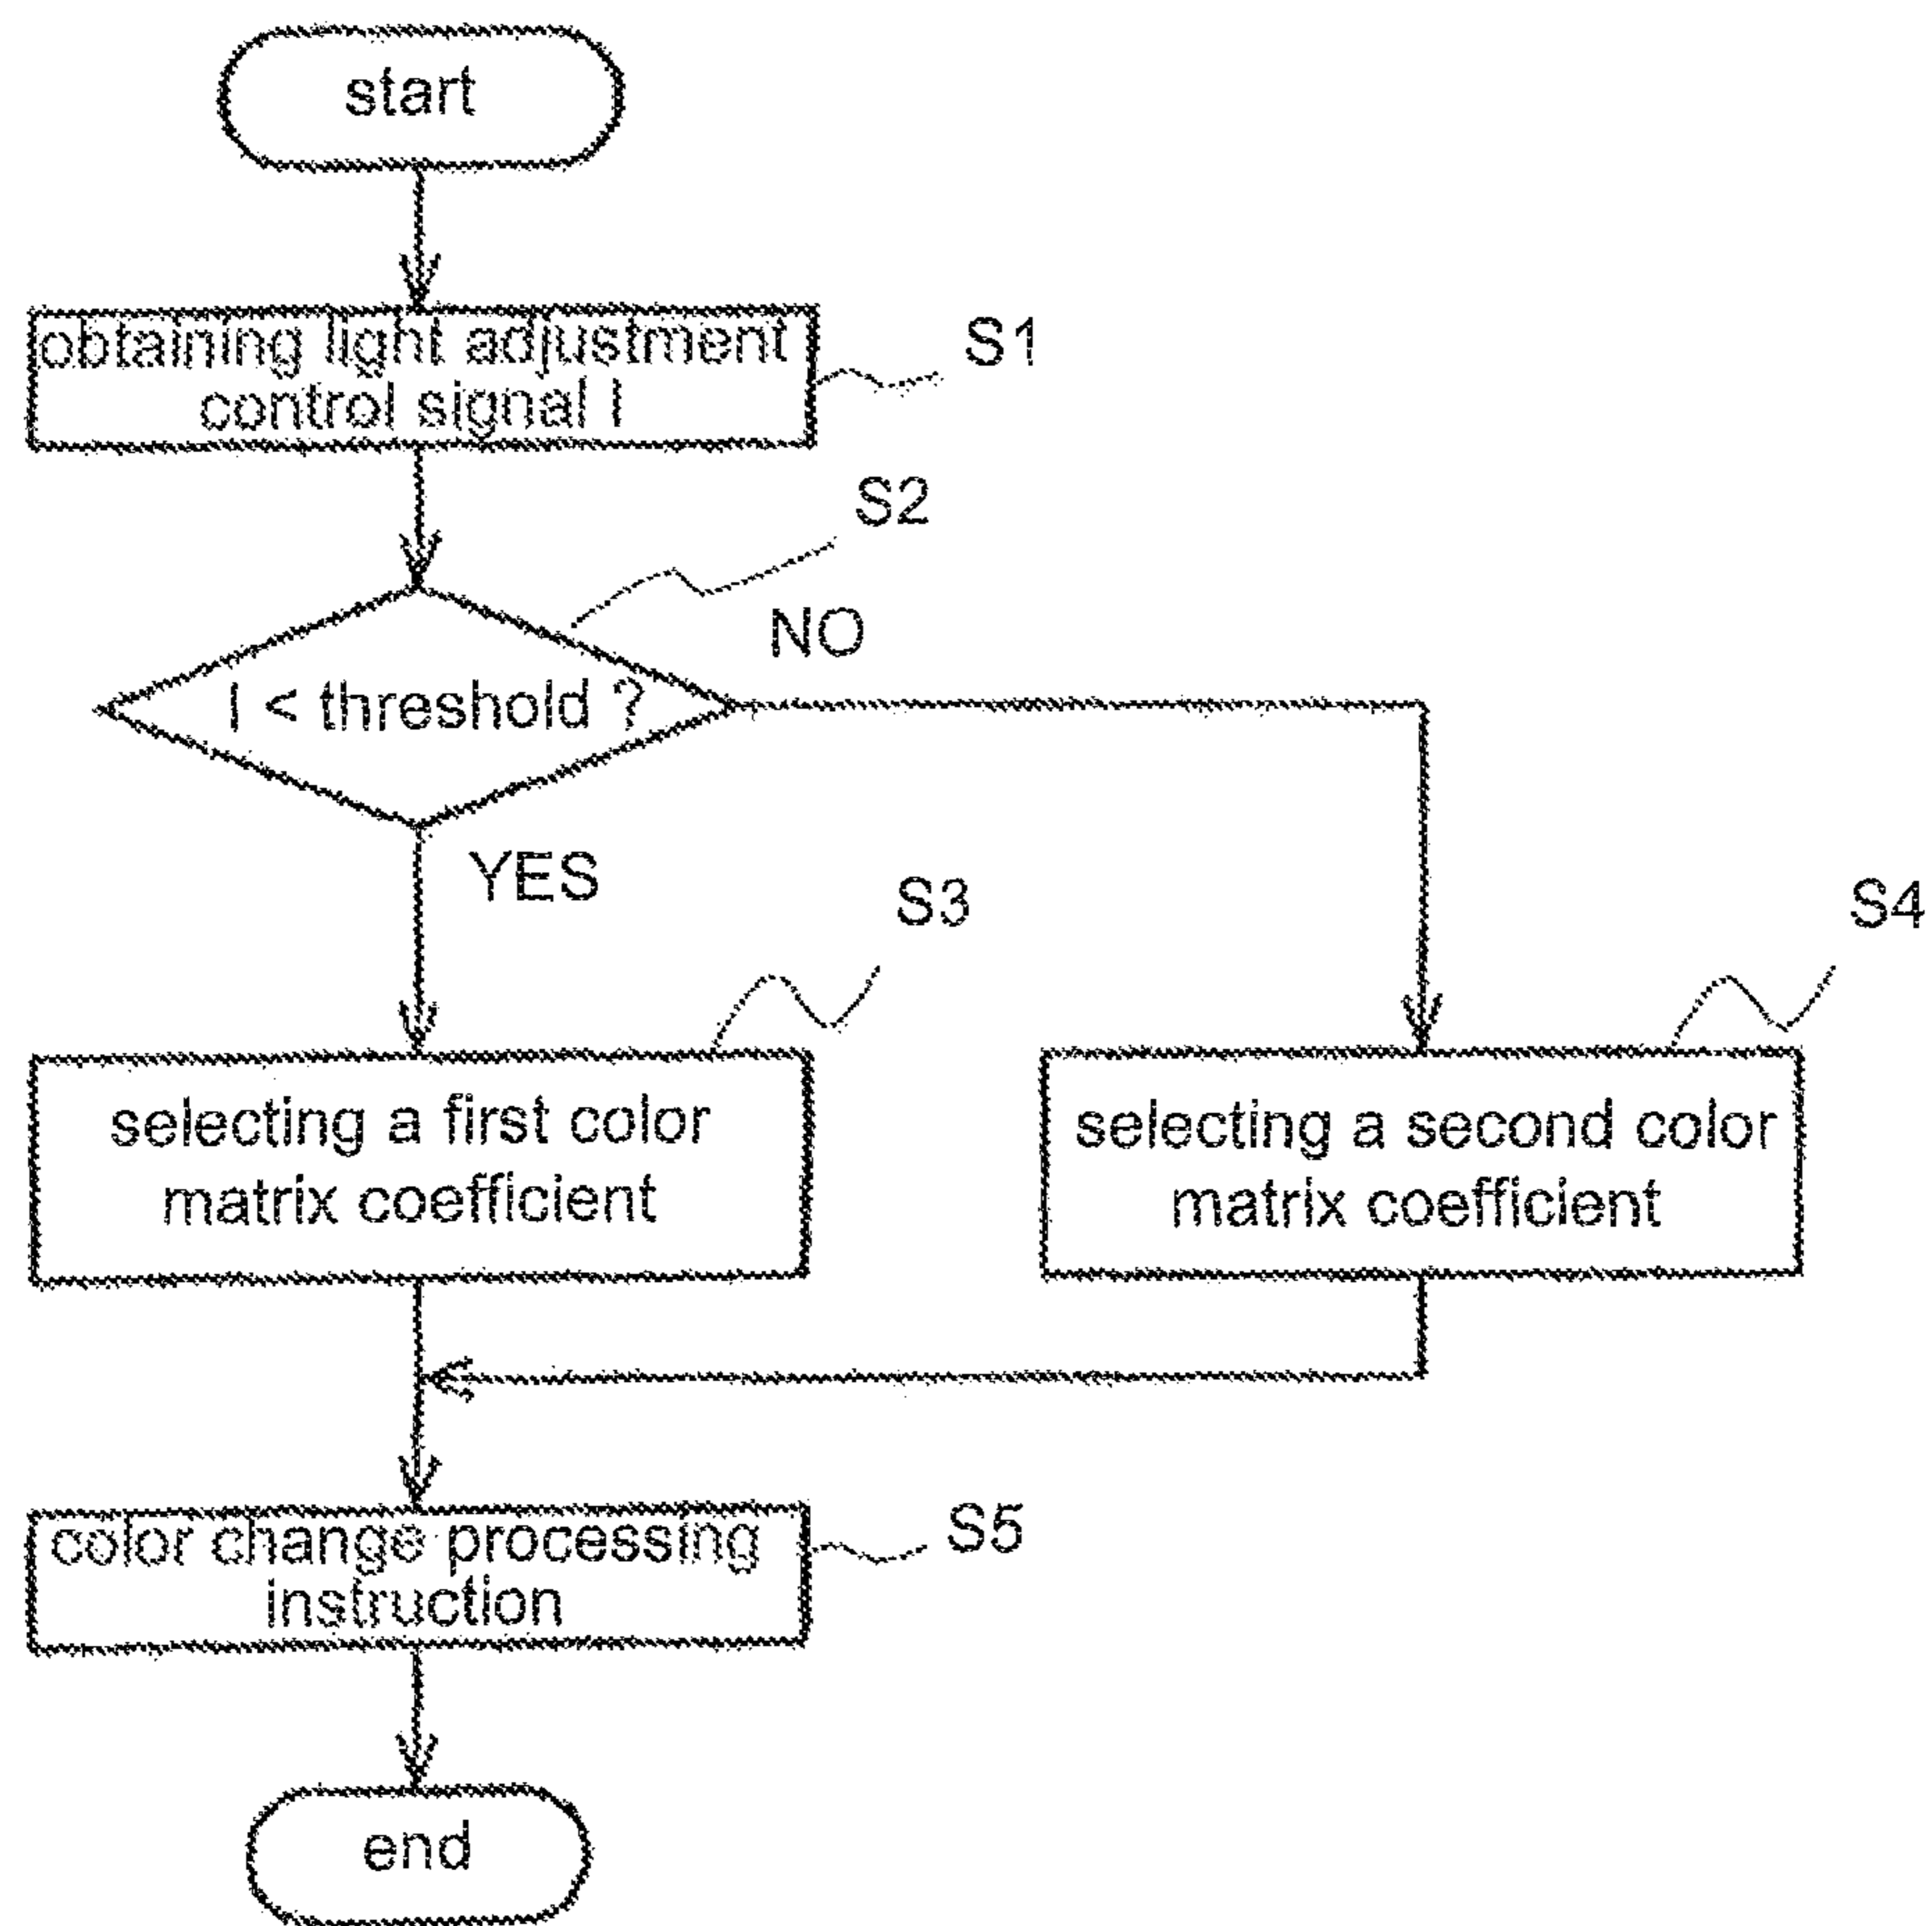 start
obtaining light adjustment
control signal I
S1
S2
NO
I < threshold ?
YES
S3
S4
selecting a first color
matrix coefficient
selecting a second color
matrix coefficient
color change processing
instruction
S5
end